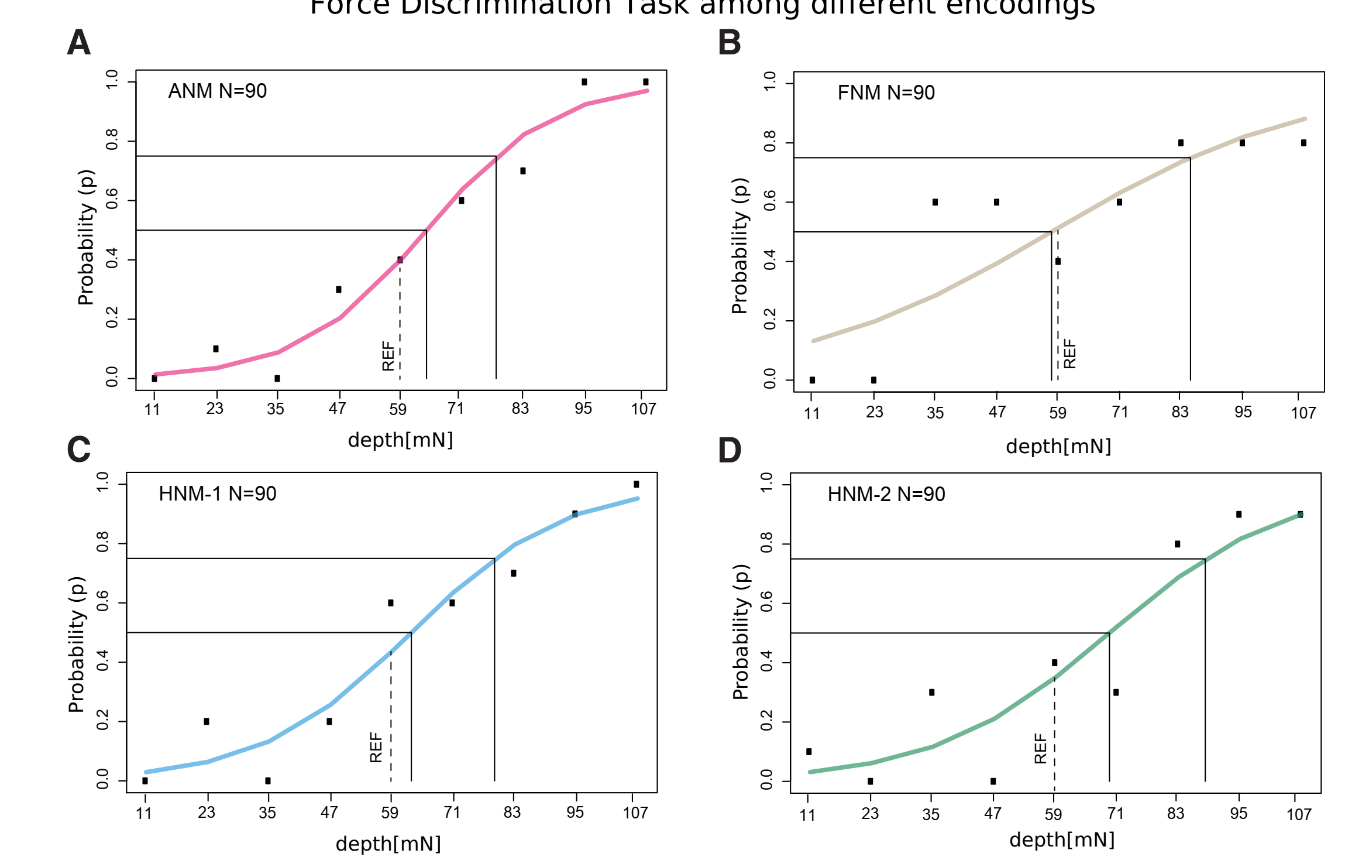 Force Discrimination Task among different encodings
A
ANM N=90
Probability (p)
0.0 0.2 0.4 0.6 0.8 1.0
REF
11 23 35 47 59 71 83 95 107
depth[mN]
B
FNM N=90
Probability (p)
0.0 0.2 0.4 0.6 0.8 1.0
REF
11 23 35 47 59 71 83 95 107
depth[mN]
C
HNM-1 N=90
Probability (p)
0.0 0.2 0.4 0.6 0.8 1.0
REF
11 23 35 47 59 71 83 95 107
depth[mN]
D
HNM-2 N=90
Probability (p)
0.0 0.2 0.4 0.6 0.8 1.0
REF
11 23 35 47 59 71 83 95 107
depth[mN]